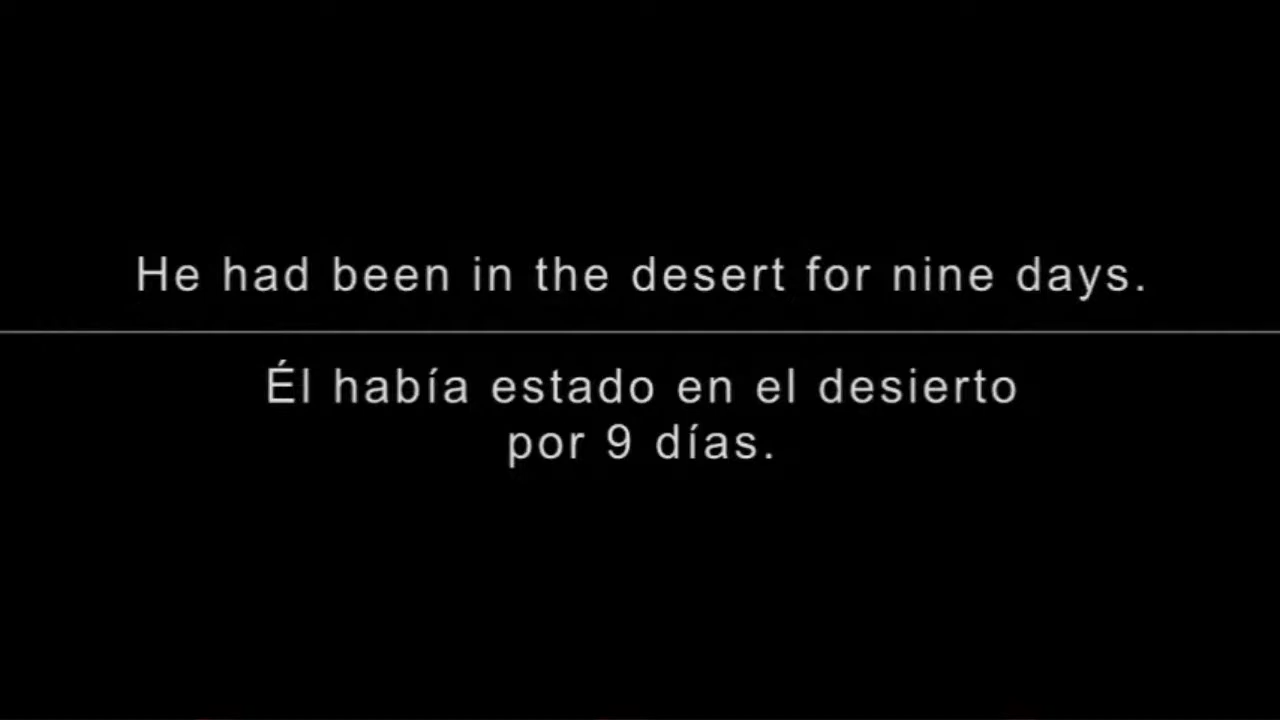 He had been in the desert for nine days.
Él había estado en el desierto
por 9 días.